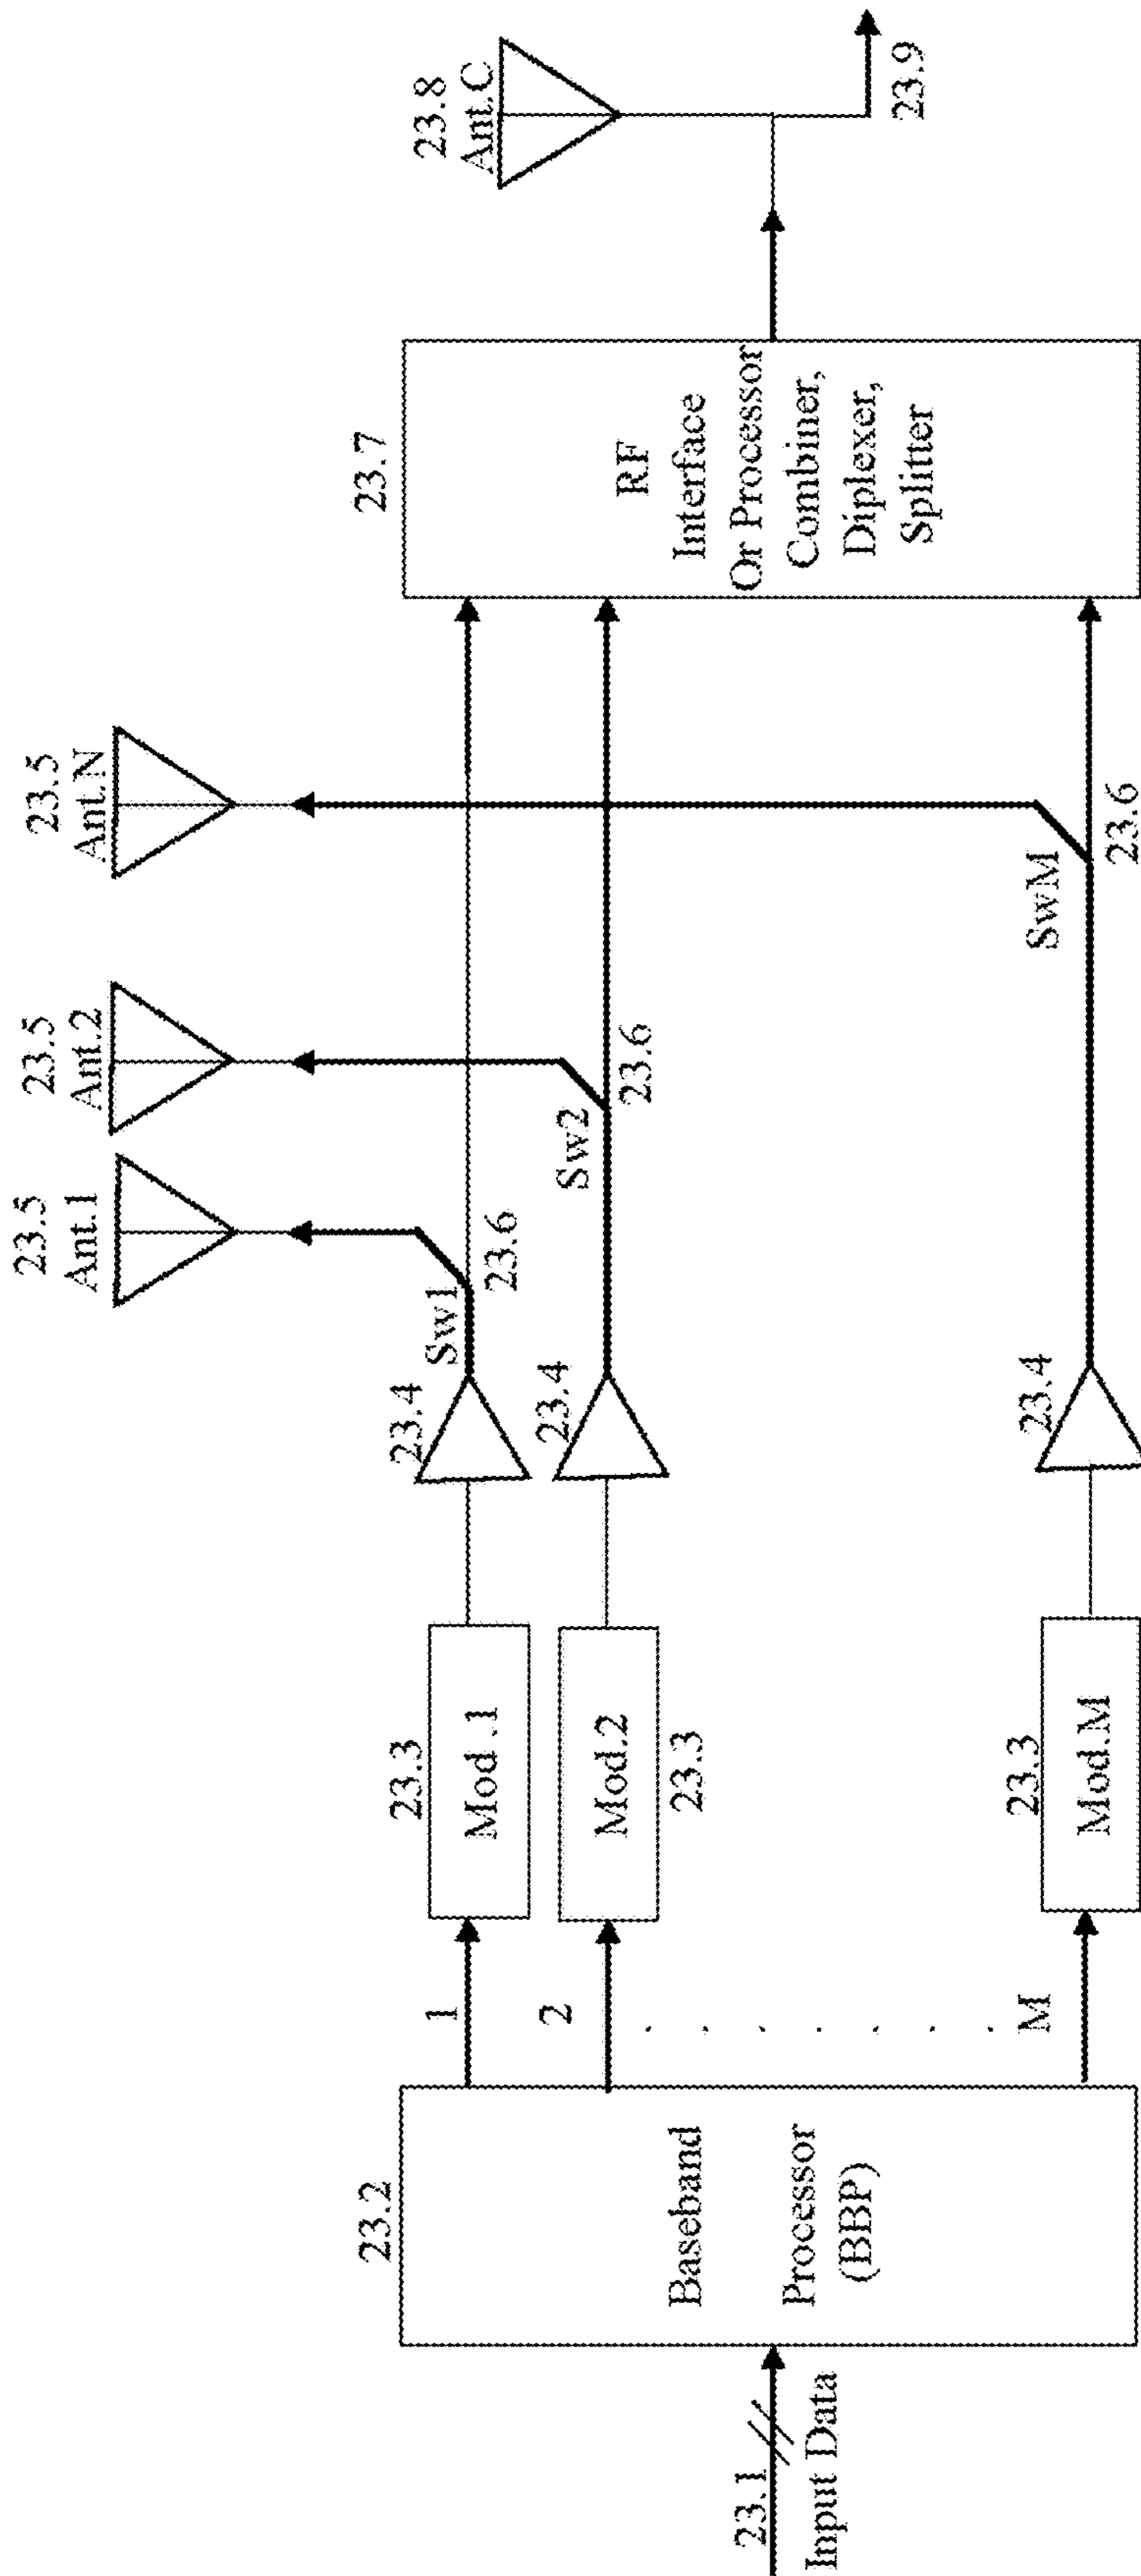 23.1
Input Data
23.2
Baseband
Processor
(BBP)
1
2
. . . . . . .
M
23.3
Mod .1
Mod.2
23.3
23.3
Mod.M
23.4
23.4
23.4
Sw1
23.6
Sw2
23.6
SwM
23.6
23.5
Ant.1
23.5
Ant.2
23.5
Ant.N
23.7
RF
Interface
Or Processor
Combiner,
Diplexer,
Splitter
23.8
Ant.C
23.9